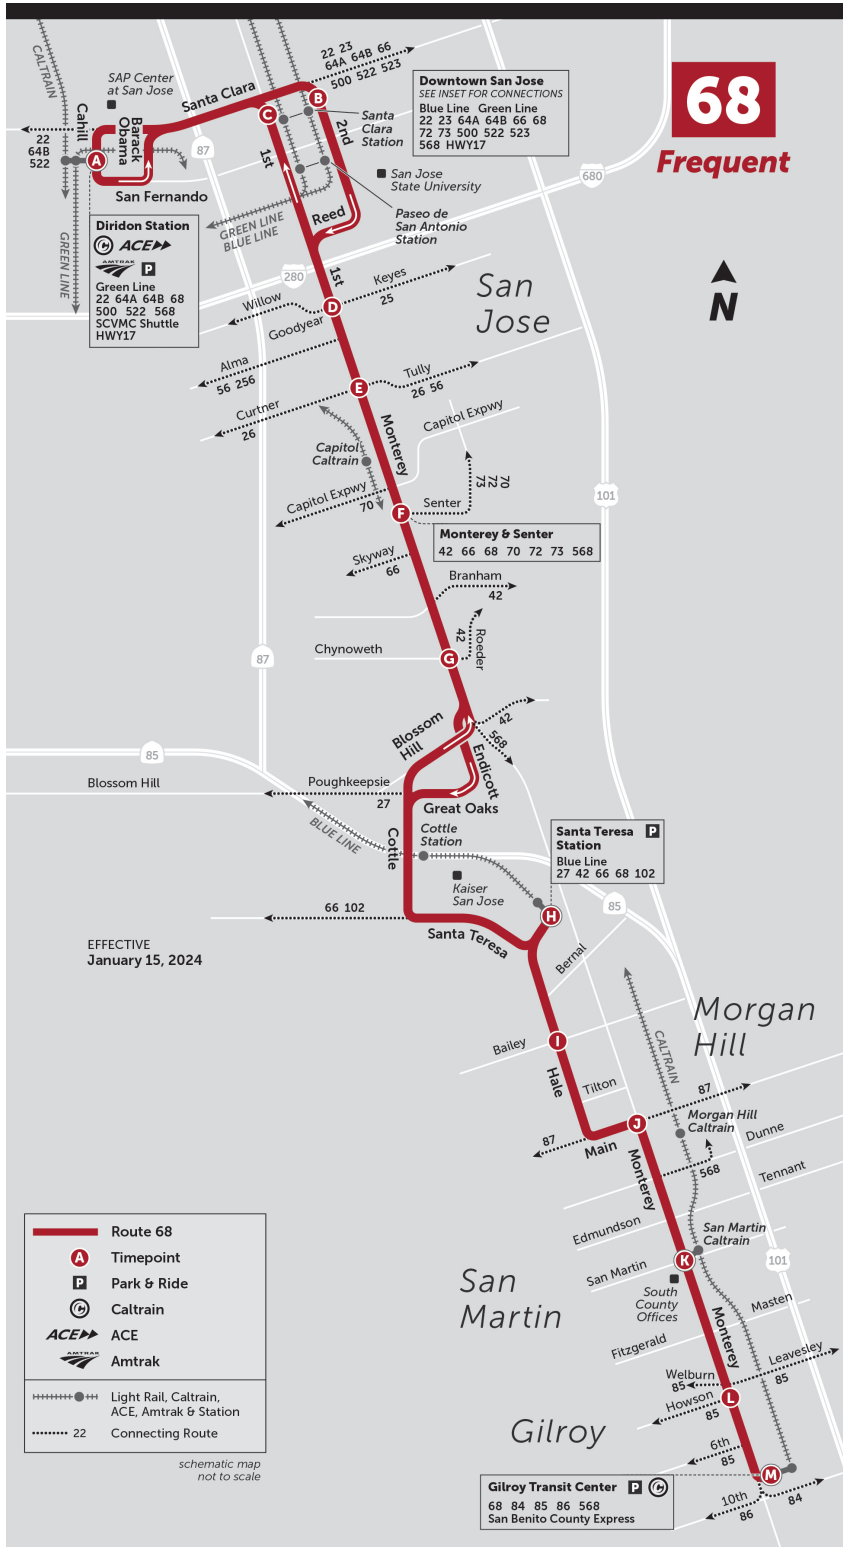 68
Frequent
N
CALTRAIN
SAP Center
at San Jose
Santa Clara
22 23
64A 64B 66
500 522 523
Downtown San Jose
SEE INSET FOR CONNECTIONS
Blue Line Green Line
22 23 64A 64B 66 68
72 73 500 522 523
568 HWY17
Cahill
Barack
Obama
22
64B
522
A
B
C
2nd
1st
Santa
Clara
Station
87
San Fernando
San Jose
State University
680
GREEN LINE
GREEN LINE
BLUE LINE
Reed
Paseo de
San Antonio
Station
Diridon Station
C ACE
AMTRAK P
Green Line
22 64A 64B 68
500 522 568
SCVMC Shuttle
HWY17
280
1st
Keyes
25
San
Jose
Willow
D
Goodyear
Alma
56 256
Tully
26 56
E
Curtner
26
Monterey
Capitol Expwy
Capitol
Caltrain
73
72
70
101
Capitol Expwy
70
F
Senter
Monterey & Senter
42 66 68 70 72 73 568
Skyway
66
Branham
42
42
Roeder
Chynoweth
G
87
Blossom
Hill
42
568
85
Endicott
Blossom Hill
Poughkeepsie
27
Great Oaks
BLUE LINE
Cottle
Cottle
Station
Santa Teresa P
Station
Blue Line
27 42 66 68 102
Kaiser
San Jose
85
66 102
H
Santa Teresa
EFFECTIVE
January 15, 2024
Bernal
Morgan
Hill
Bailey
I
CALTRAIN
Hale
Tilton
87
87
J
Main
Morgan Hill
Caltrain
Dunne
568
Tennant
Monterey
Edmundson
San Martin
Caltrain
San Martin
K
101
San
Martin
South
County
Offices
Masten
Monterey
Fitzgerald
Leavesley
85
Welburn
85
L
Howson
85
Gilroy
6th
85
M
Gilroy Transit Center P C
68 84 85 86 568
San Benito County Express
10th
86
84
Route 68
A Timepoint
P Park & Ride
C Caltrain
ACE ACE
AMTRAK Amtrak
Light Rail, Caltrain,
ACE, Amtrak & Station
22 Connecting Route
schematic map
not to scale